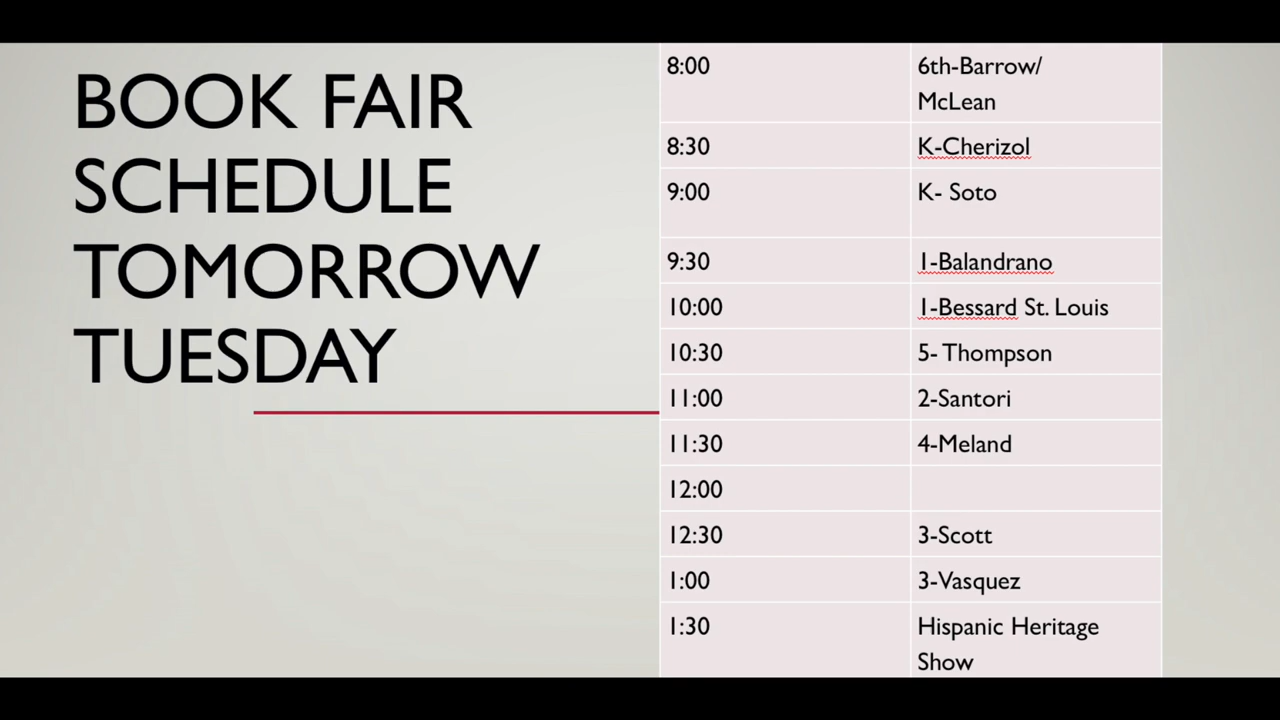 BOOK FAIR
SCHEDULE
TOMORROW
TUESDAY
8:00 6th-Barrow/
McLean
8:30 K-Cherizol
9:00 K- Soto
9:30 1-Balandrano
10:00 1-Bessard St. Louis
10:30 5- Thompson
11:00 2-Santori
11:30 4-Meland
12:00
12:30 3-Scott
1:00 3-Vasquez
1:30 Hispanic Heritage
Show